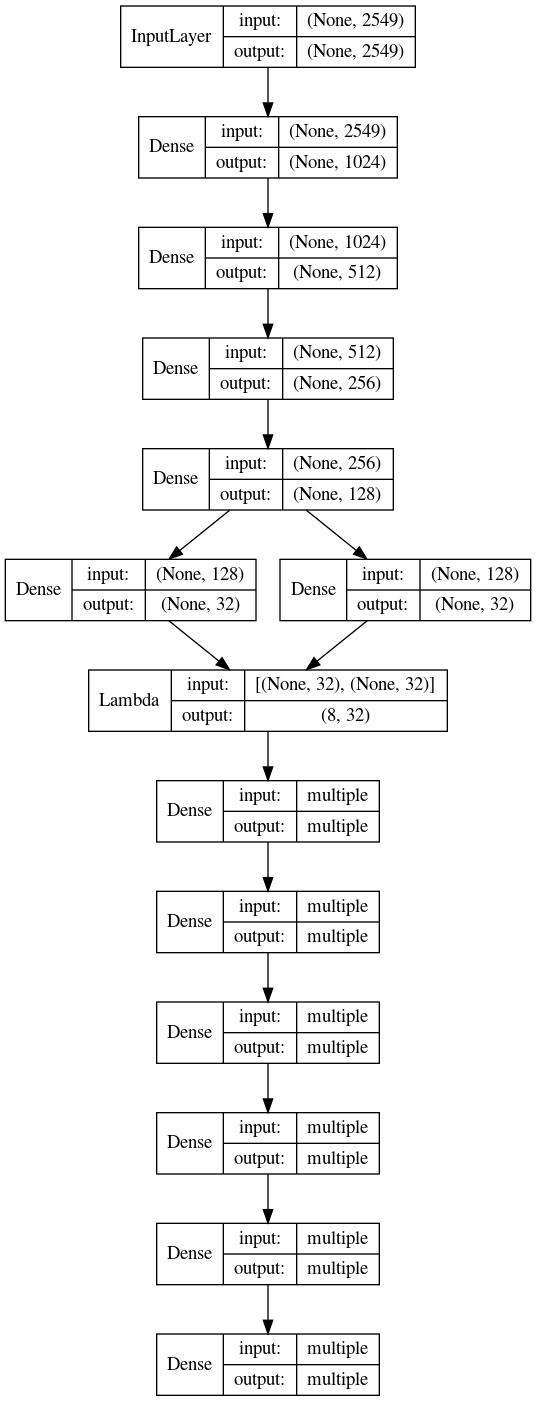 InputLayer input: (None, 2549)
output: (None, 2549)
Dense input: (None, 2549)
output: (None, 1024)
Dense input: (None, 1024)
output: (None, 512)
Dense input: (None, 512)
output: (None, 256)
Dense input: (None, 256)
output: (None, 128)
Dense input: (None, 128)
output: (None, 32)
Dense input: (None, 128)
output: (None, 32)
Lambda input: [(None, 32), (None, 32)]
output: (8, 32)
Dense input: multiple
output: multiple
Dense input: multiple
output: multiple
Dense input: multiple
output: multiple
Dense input: multiple
output: multiple
Dense input: multiple
output: multiple
Dense input: multiple
output: multiple